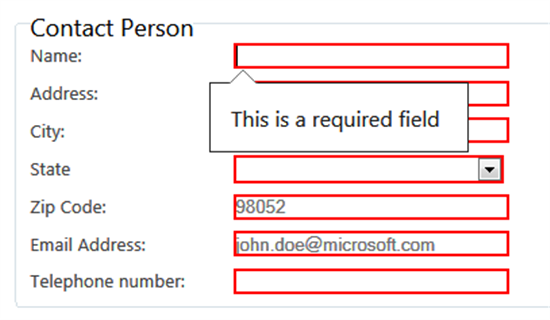 Contact Person
Name:
Address:
This is a required field
City:
State
Zip Code: 98052
Email Address: john.doe@microsoft.com
Telephone number: